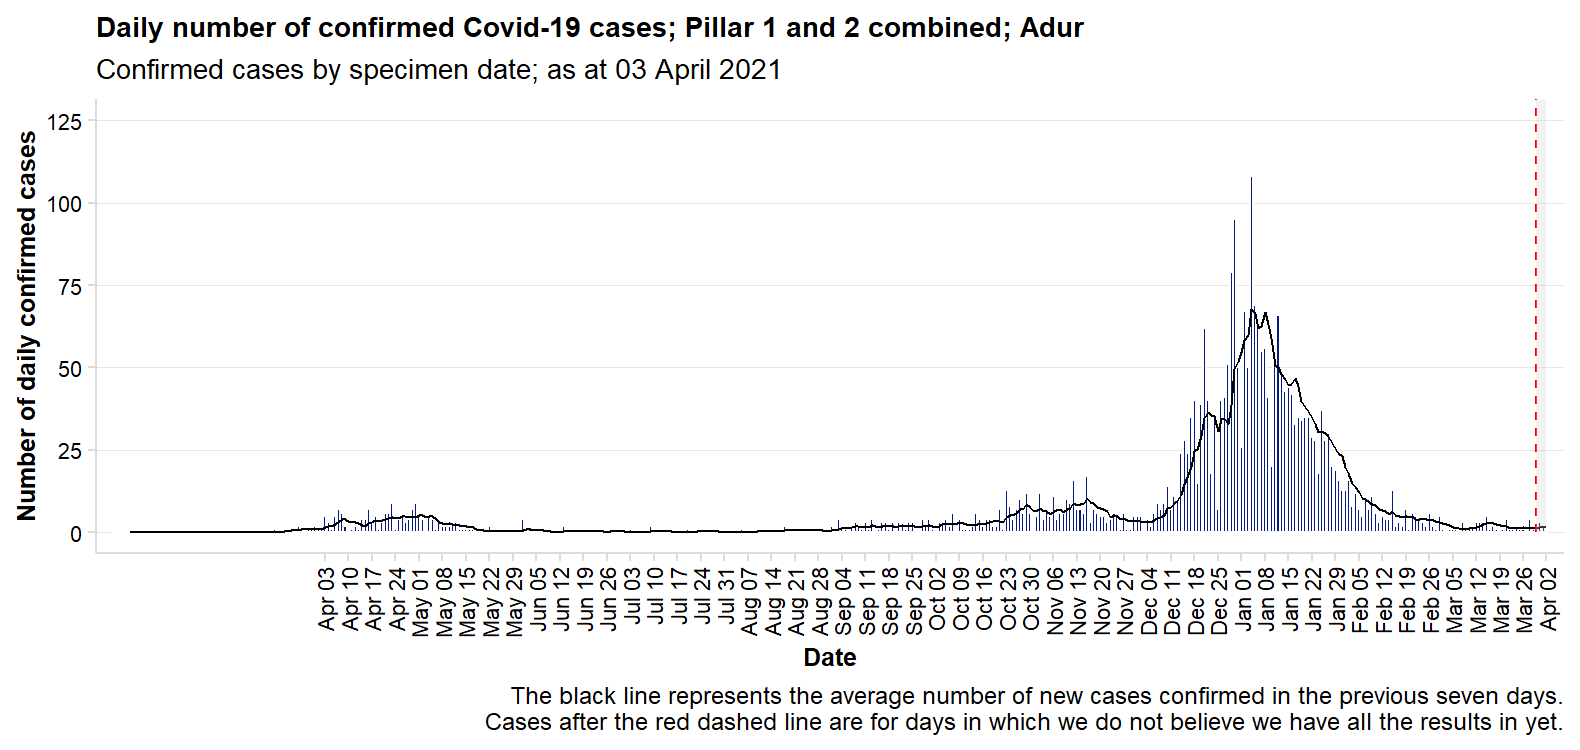 Daily number of confirmed Covid-19 cases; Pillar 1 and 2 combined; Adur
Confirmed cases by specimen date; as at 03 April 2021
Number of daily confirmed cases
125
100
75
50
25
0
Apr 03
Apr 10
Apr 17
Apr 24
May 01
May 08
May 15
May 22
May 29
Jun 05
Jun 12
Jun 19
Jun 26
Jul 03
Jul 10
Jul 17
Jul 24
Jul 31
Aug 07
Aug 14
Aug 21
Aug 28
Sep 04
Sep 11
Sep 18
Sep 25
Oct 02
Oct 09
Oct 16
Oct 23
Oct 30
Nov 06
Nov 13
Nov 20
Nov 27
Dec 04
Dec 11
Dec 18
Dec 25
Jan 01
Jan 08
Jan 15
Jan 22
Jan 29
Feb 05
Feb 12
Feb 19
Feb 26
Mar 05
Mar 12
Mar 19
Mar 26
Apr 02
Date
The black line represents the average number of new cases confirmed in the previous seven days.
Cases after the red dashed line are for days in which we do not believe we have all the results in yet.